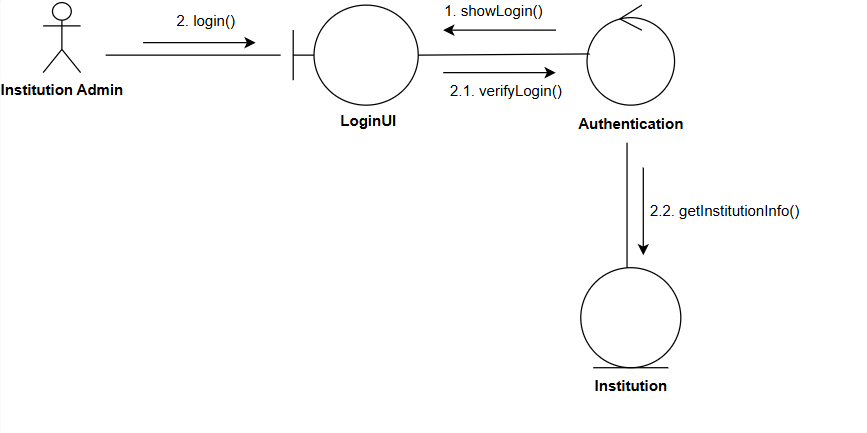 1. showLogin()
2. login()
2.1. verifyLogin()
Institution Admin
LoginUI
Authentication
2.2. getInstitutionInfo()
Institution